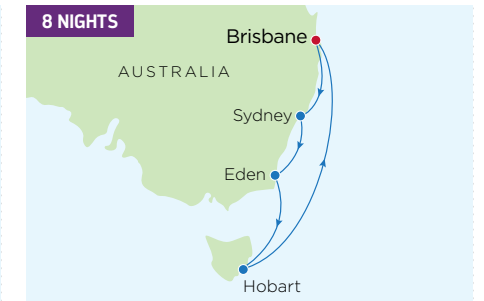 8 NIGHTS
Brisbane
AUSTRALIA
Sydney
Eden
Hobart